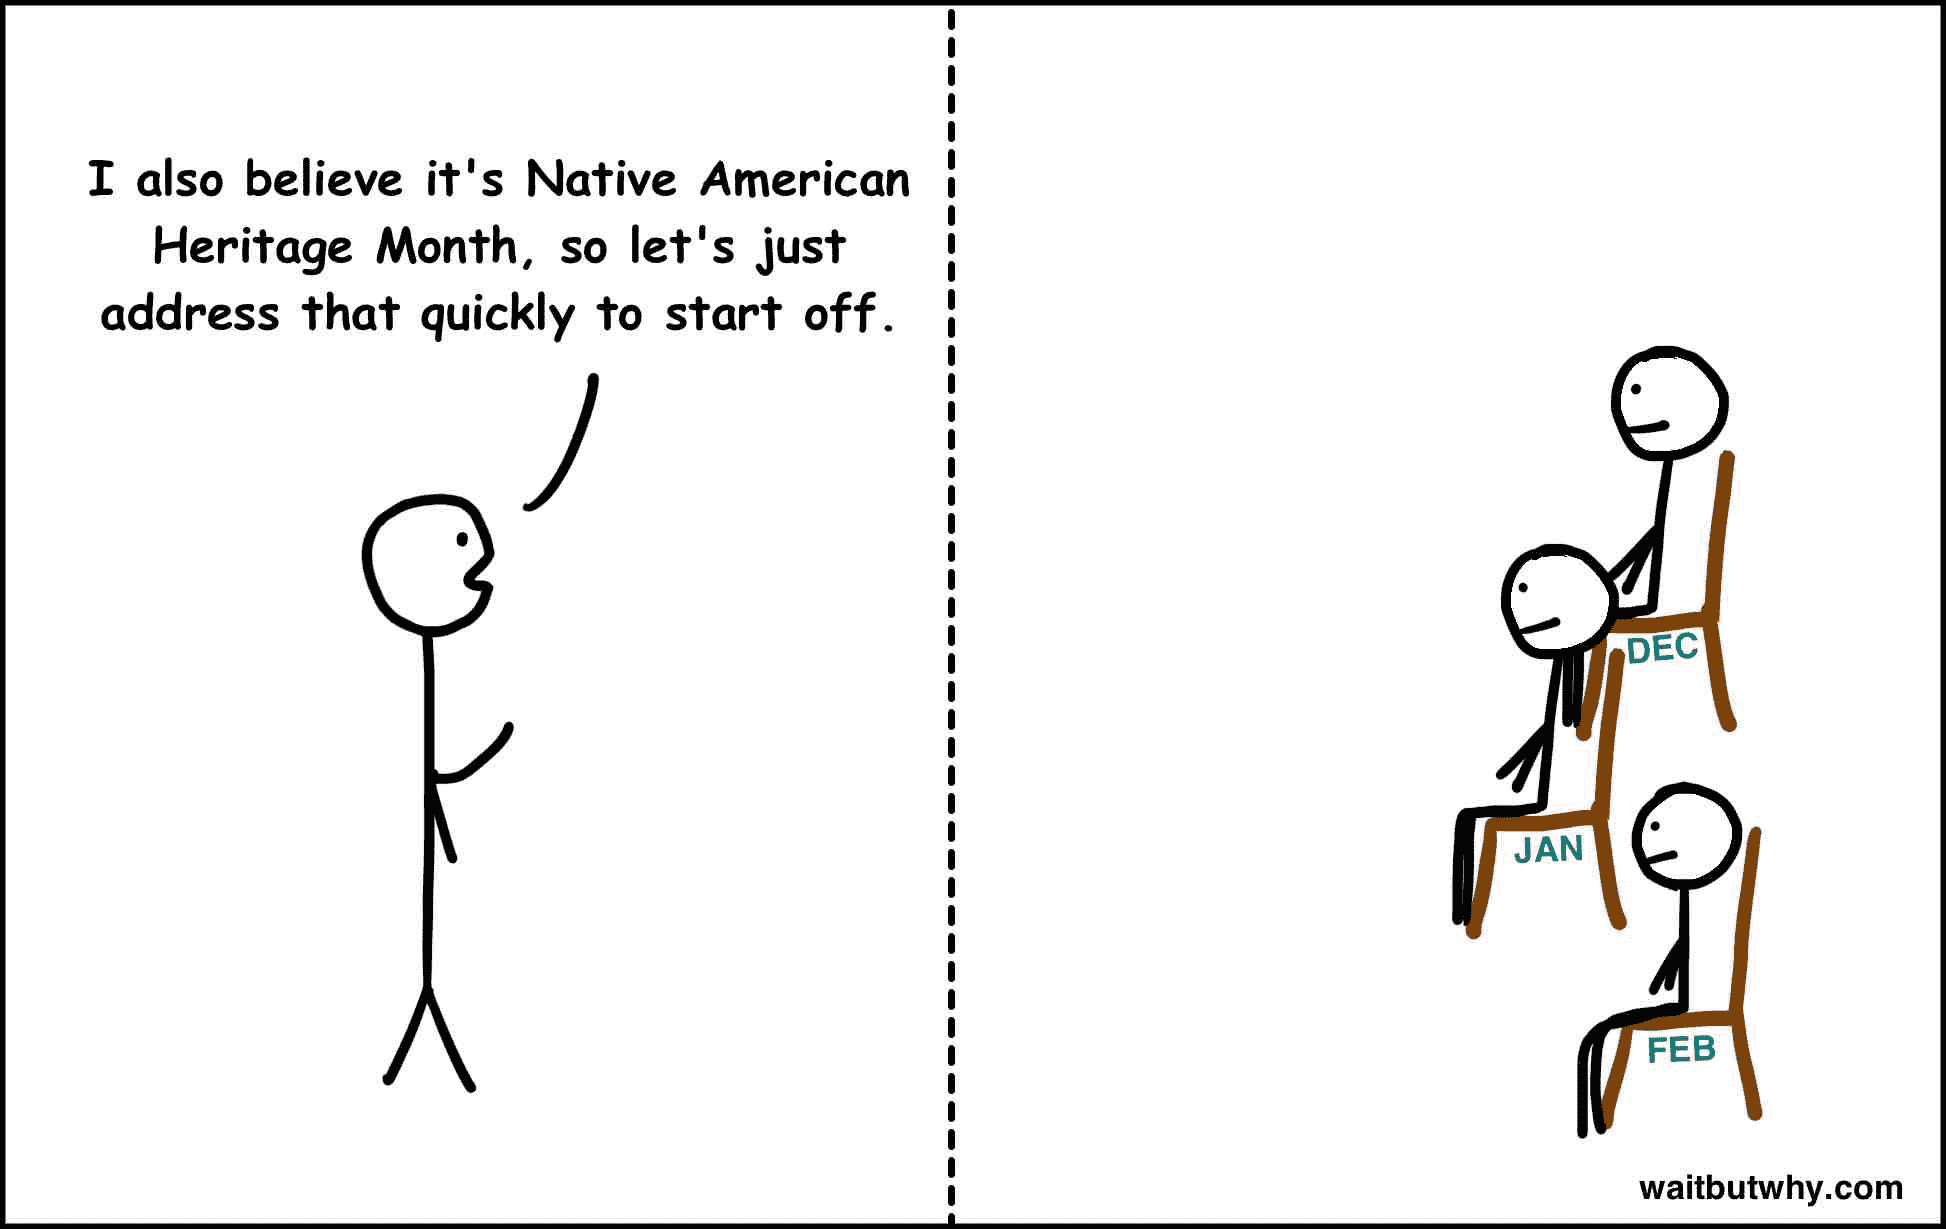 I also believe it's Native American
Heritage Month, so let's just
address that quickly to start off.
DEC
JAN
FEB
waitbutwhy.com